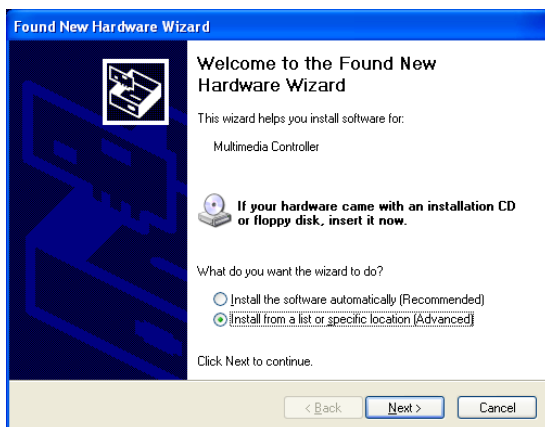 Found New Hardware Wizard
Welcome to the Found New
Hardware Wizard
This wizard helps you install software for:
Multimedia Controller
If your hardware came with an installation CD
or floppy disk, insert it now.
What do you want the wizard to do?
Install the software automatically (Recommended)
Install from a list or specific location (Advanced)
Click Next to continue.
< Back Next > Cancel